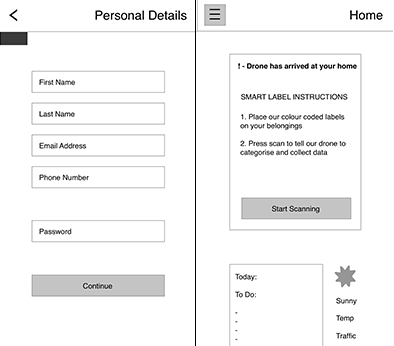 Personal Details
First Name
Last Name
Email Address
Phone Number
Password
Continue
Home
! - Drone has arrived at your home
SMART LABEL INSTRUCTIONS
1. Place our colour coded labels
on your belongings
2. Press scan to tell our drone to
categorise and collect data
Start Scanning
Today:
To Do:
-
-
-
-
Sunny
Temp
Traffic